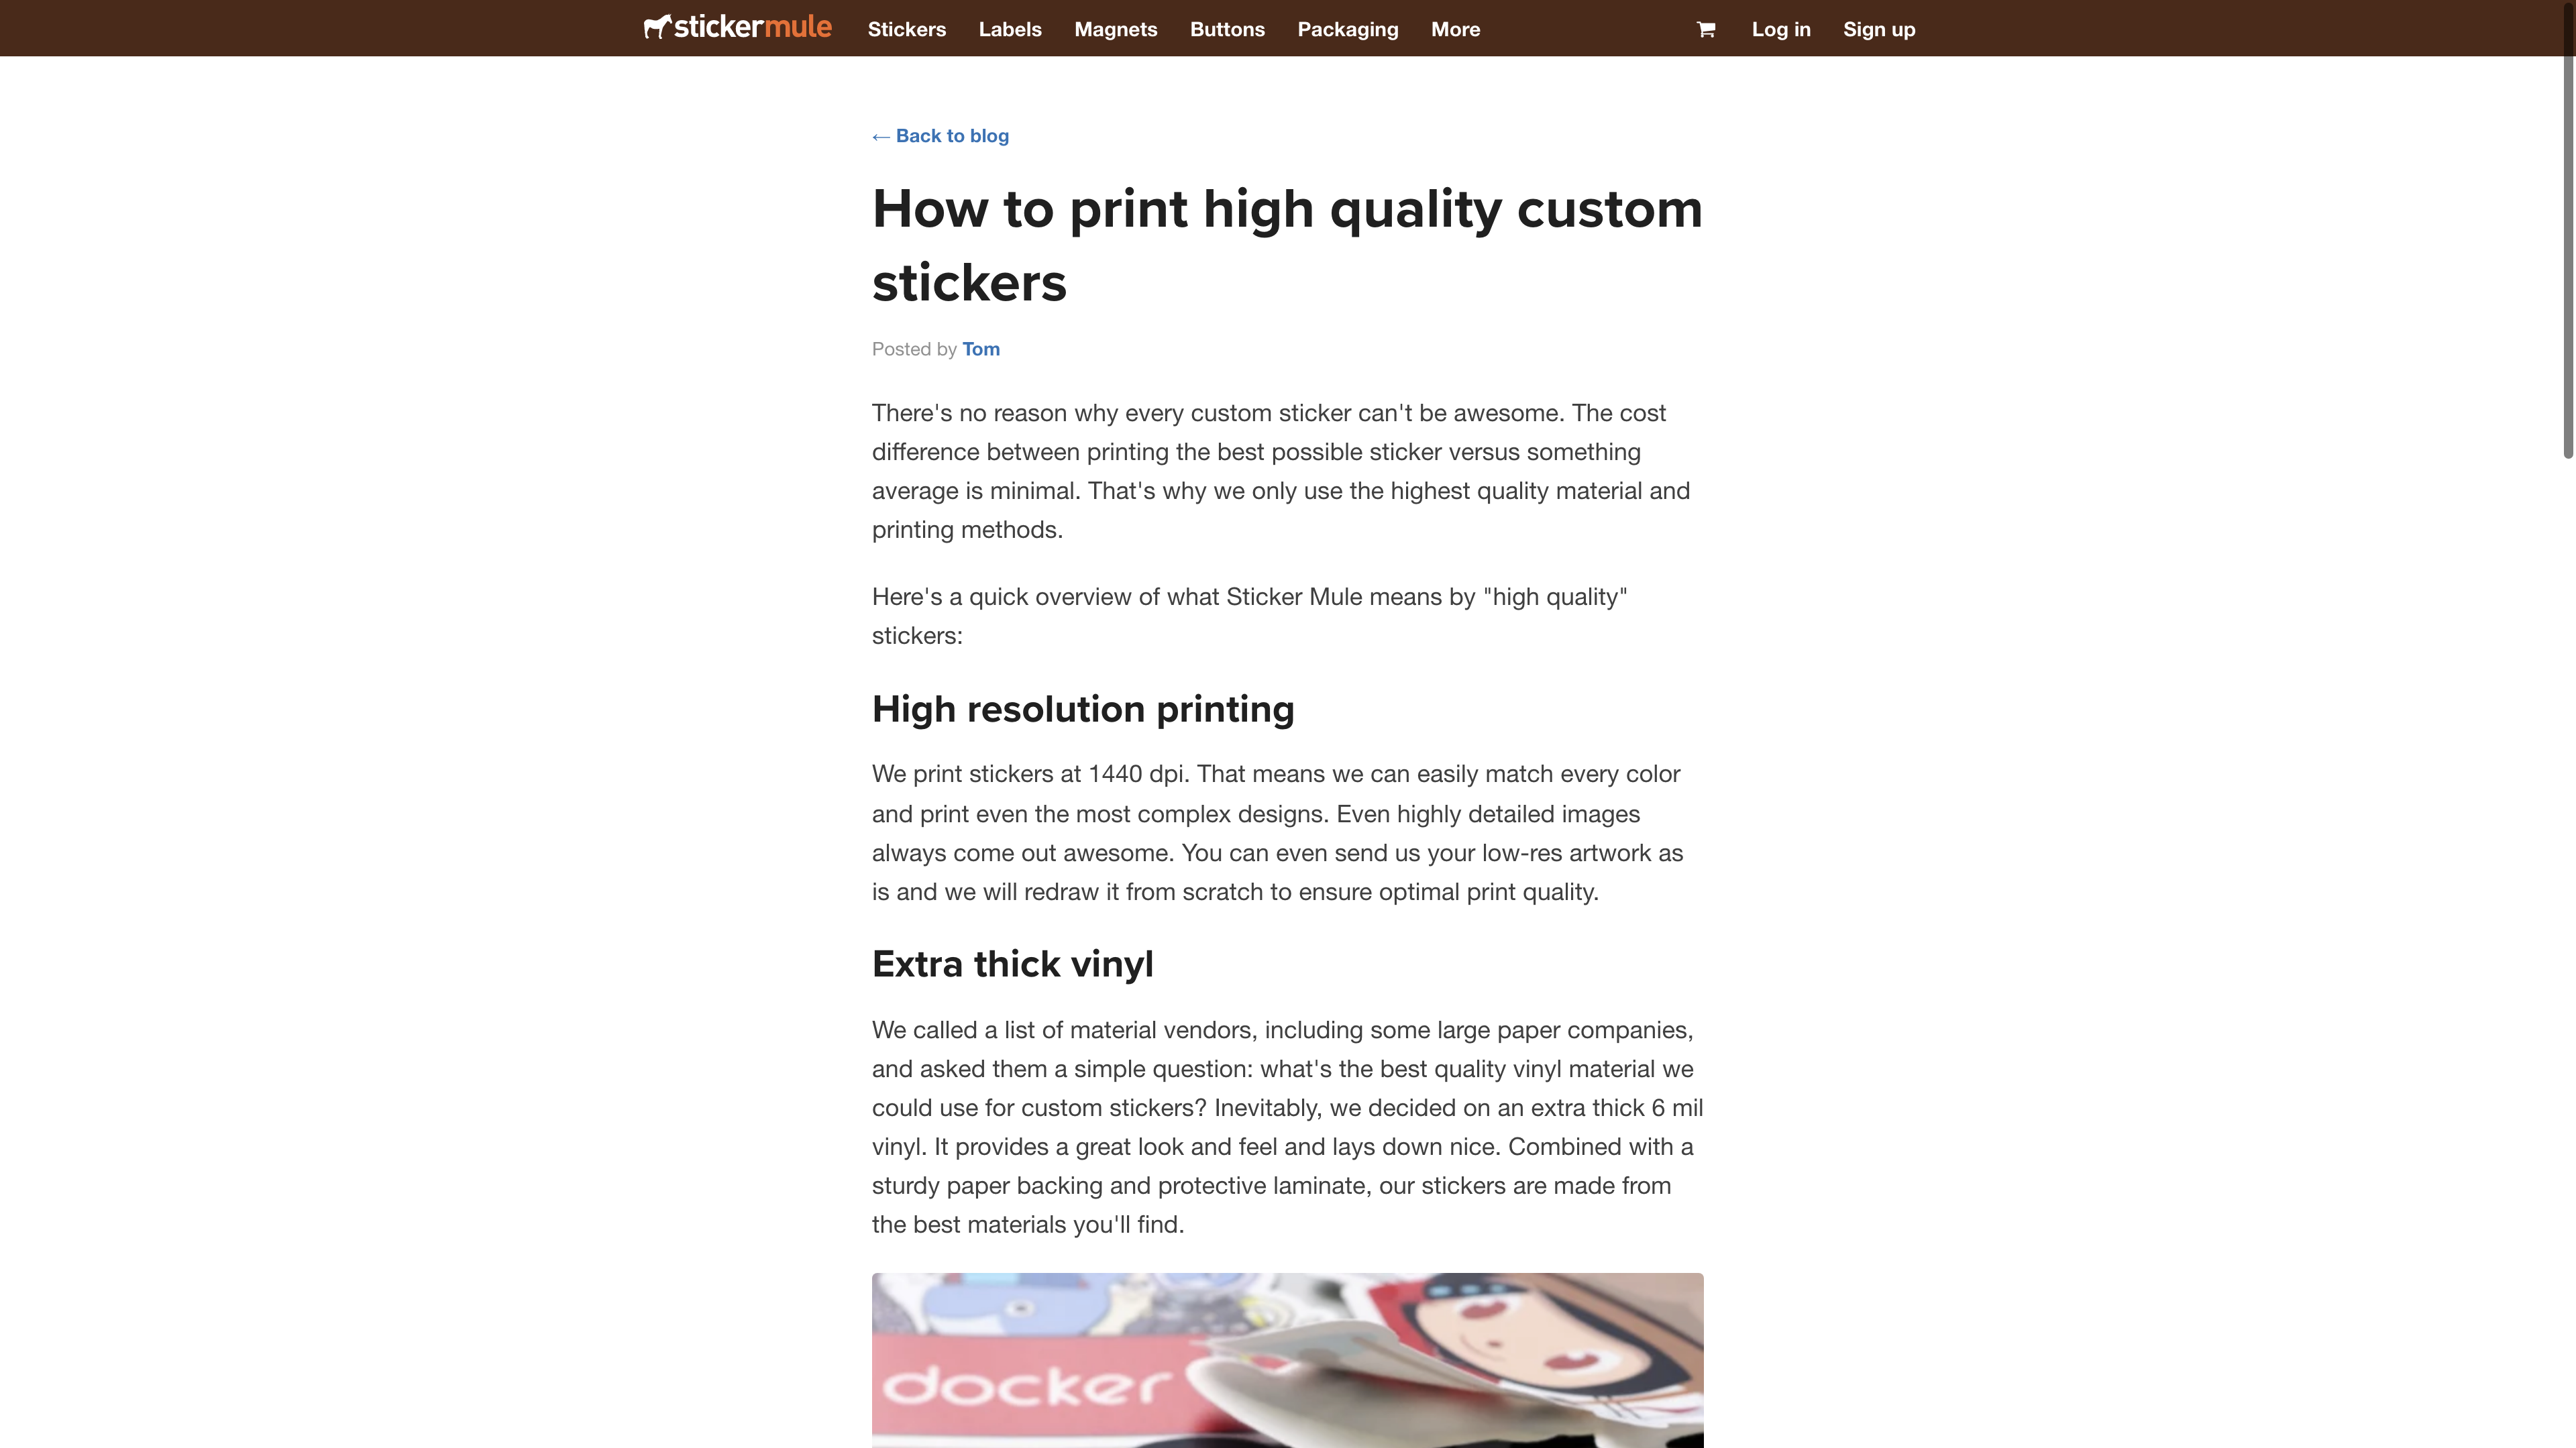 stickermule Stickers Labels Magnets Buttons Packaging More Log in Sign up
← Back to blog
How to print high quality custom
stickers
Posted by Tom
There's no reason why every custom sticker can't be awesome. The cost
difference between printing the best possible sticker versus something
average is minimal. That's why we only use the highest quality material and
printing methods.
Here's a quick overview of what Sticker Mule means by "high quality"
stickers:
High resolution printing
We print stickers at 1440 dpi. That means we can easily match every color
and print even the most complex designs. Even highly detailed images
always come out awesome. You can even send us your low-res artwork as
is and we will redraw it from scratch to ensure optimal print quality.
Extra thick vinyl
We called a list of material vendors, including some large paper companies,
and asked them a simple question: what's the best quality vinyl material we
could use for custom stickers? Inevitably, we decided on an extra thick 6 mil
vinyl. It provides a great look and feel and lays down nice. Combined with a
sturdy paper backing and protective laminate, our stickers are made from
the best materials you'll find.
docker